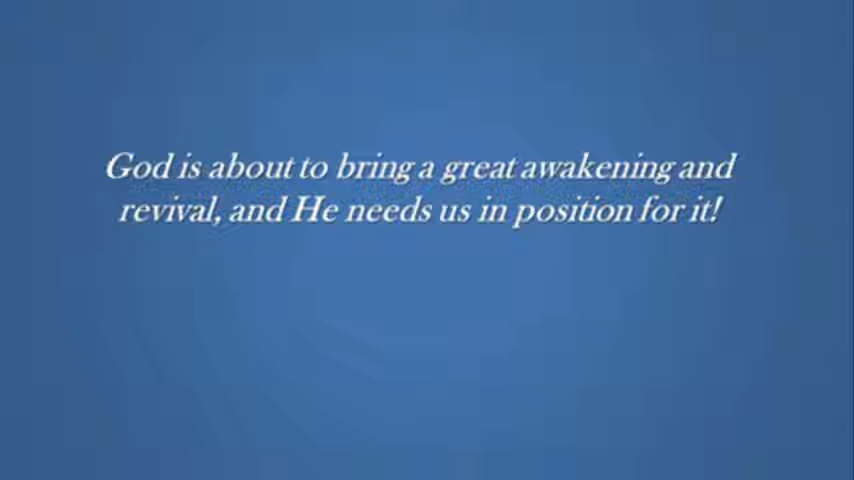 God is about to bring a great awakening and
revival, and He needs us in position for it!